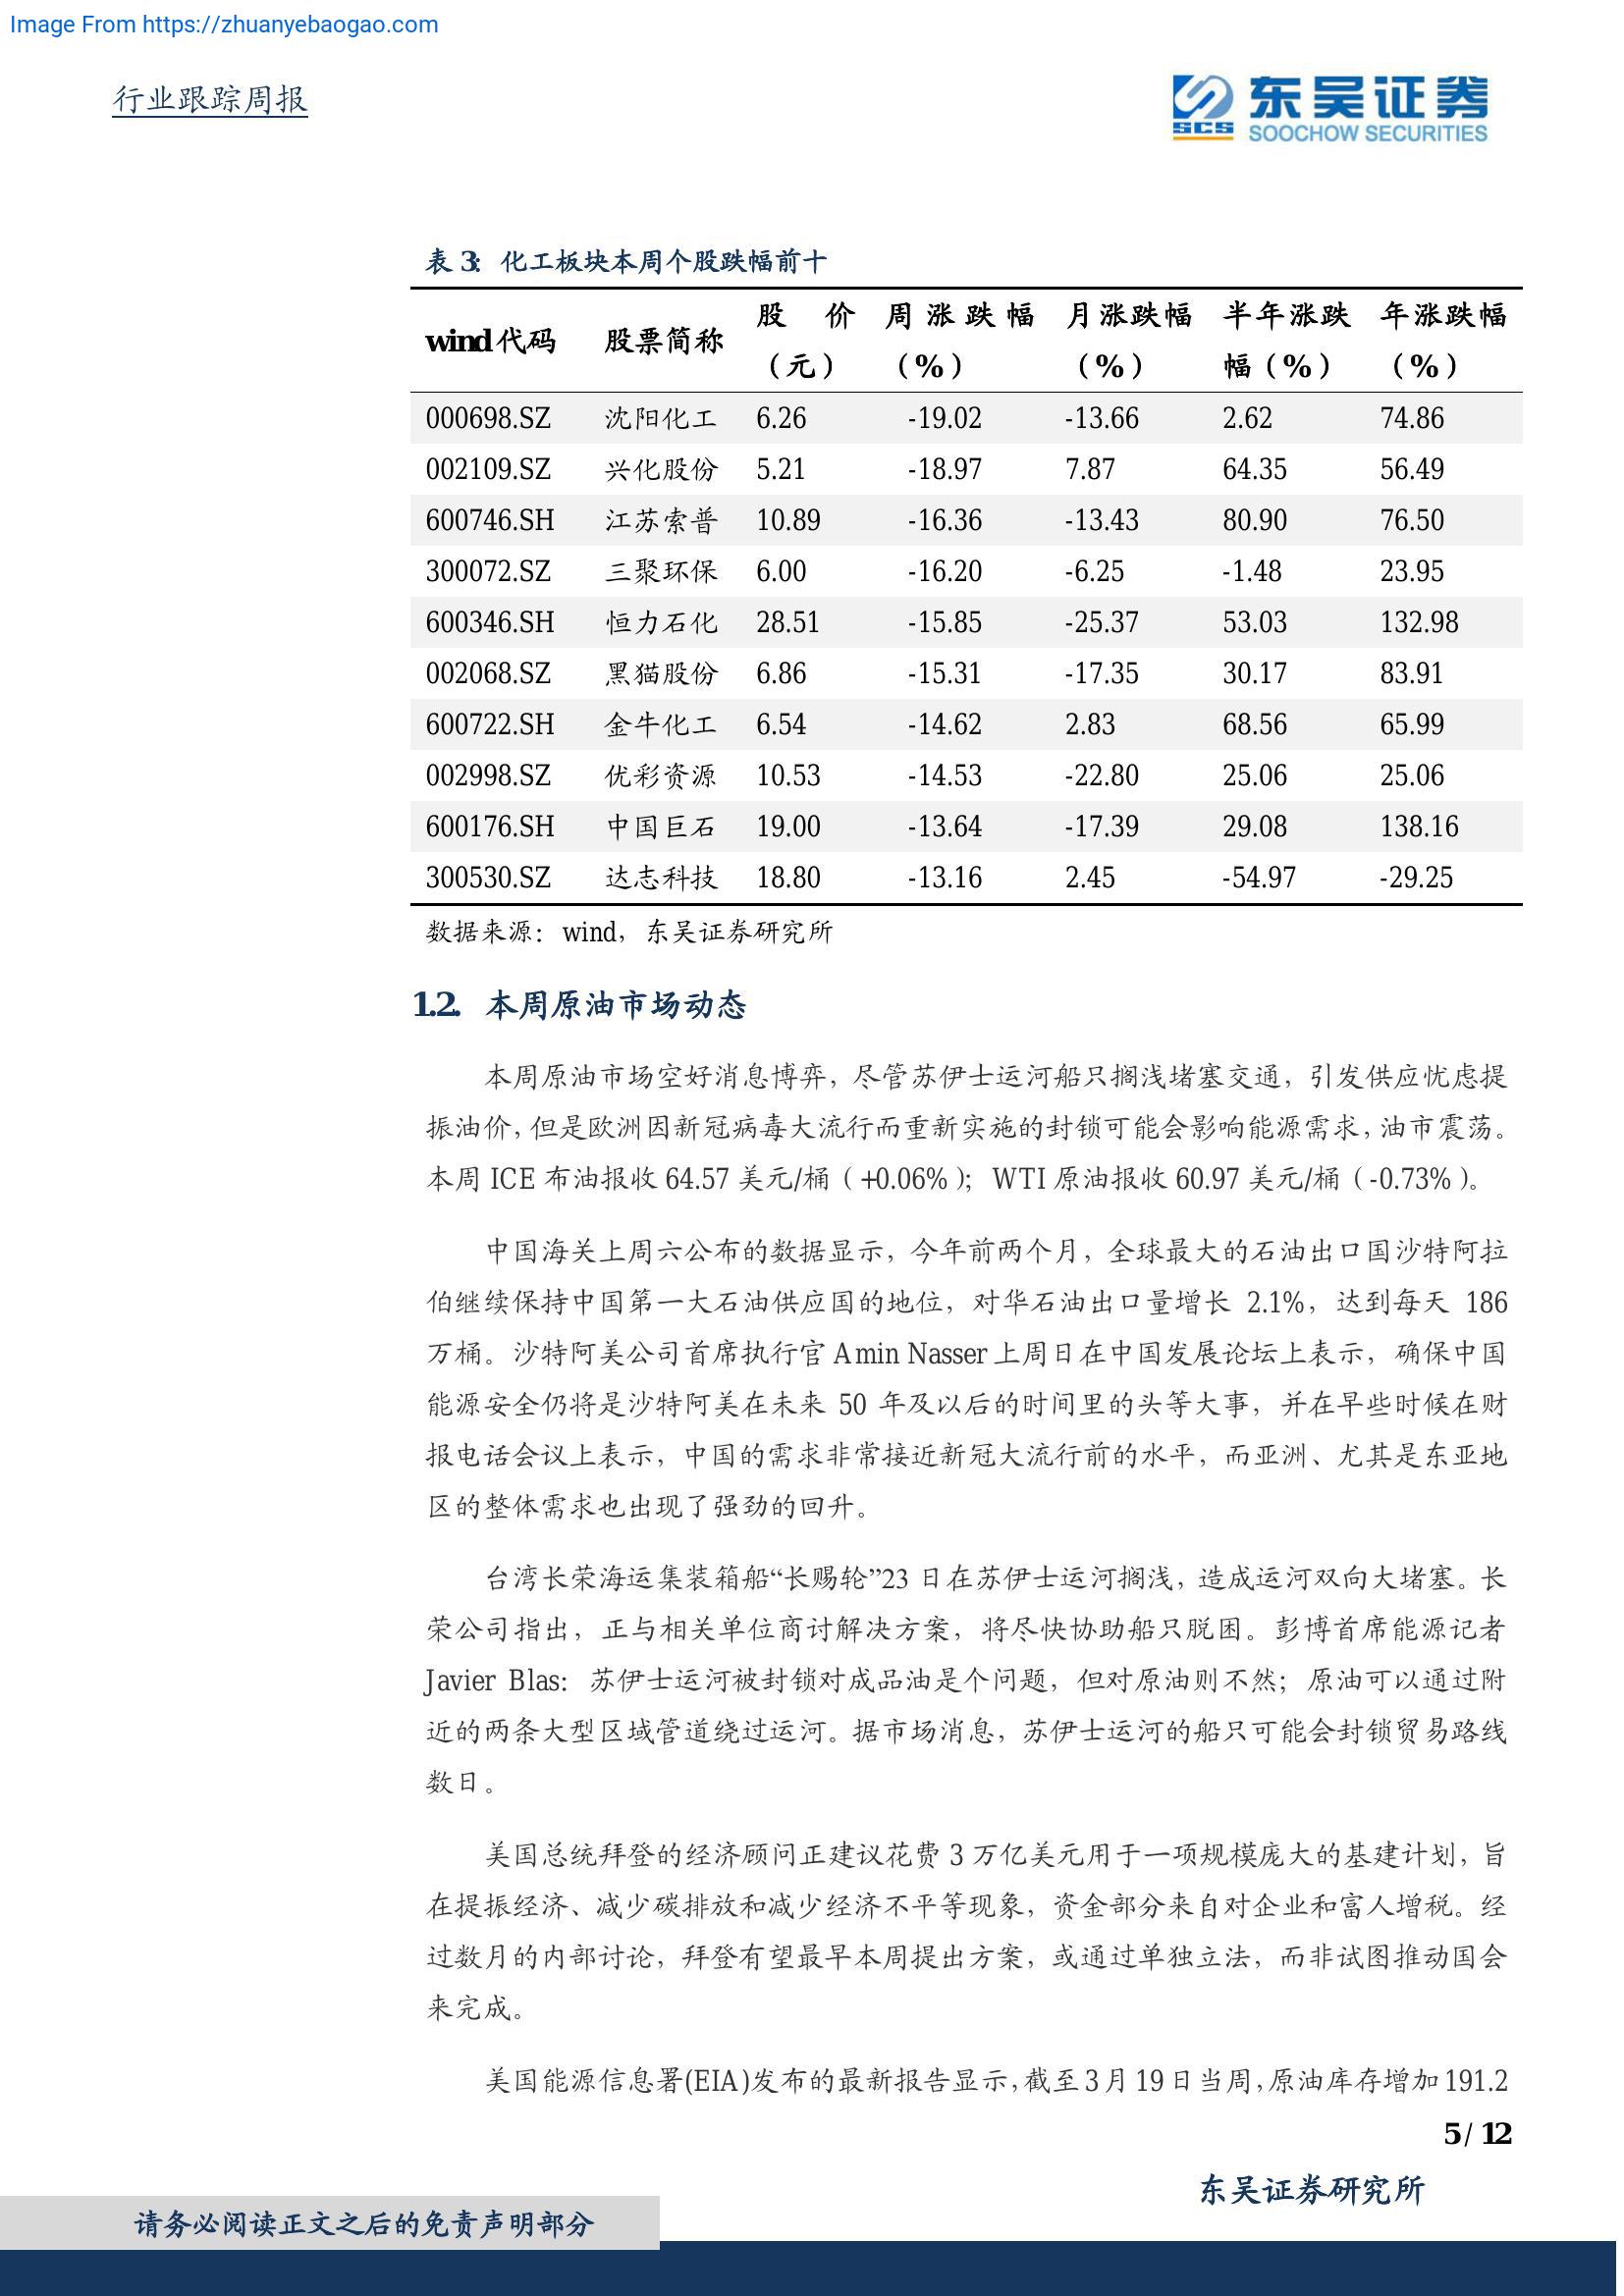 Image From https://zhuanyebaogao.com
行业跟踪周报
东吴证券
SCS SOOCHOW SECURITIES
表 3：化工板块本周个股跌幅前十
wind 代码 股票简称 股价（元） 周涨跌幅（%） 月涨跌幅（%） 半年涨跌幅（%） 年涨跌幅（%）
000698.SZ 沈阳化工 6.26 -19.02 -13.66 2.62 74.86
002109.SZ 兴化股份 5.21 -18.97 7.87 64.35 56.49
600746.SH 江苏索普 10.89 -16.36 -13.43 80.90 76.50
300072.SZ 三聚环保 6.00 -16.20 -6.25 -1.48 23.95
600346.SH 恒力石化 28.51 -15.85 -25.37 53.03 132.98
002068.SZ 黑猫股份 6.86 -15.31 -17.35 30.17 83.91
600722.SH 金牛化工 6.54 -14.62 2.83 68.56 65.99
002998.SZ 优彩资源 10.53 -14.53 -22.80 25.06 25.06
600176.SH 中国巨石 19.00 -13.64 -17.39 29.08 138.16
300530.SZ 达志科技 18.80 -13.16 2.45 -54.97 -29.25
数据来源：wind，东吴证券研究所
1.2. 本周原油市场动态
本周原油市场空好消息博弈，尽管苏伊士运河船只搁浅堵塞交通，引发供应忧虑提
振油价，但是欧洲因新冠病毒大流行而重新实施的封锁可能会影响能源需求，油市震荡。
本周 ICE 布油报收 64.57 美元/桶（+0.06%）；WTI 原油报收 60.97 美元/桶（-0.73%）。
中国海关上周六公布的数据显示，今年前两个月，全球最大的石油出口国沙特阿拉
伯继续保持中国第一大石油供应国的地位，对华石油出口量增长 2.1%，达到每天 186
万桶。沙特阿美公司首席执行官 Amin Nasser 上周日在中国发展论坛上表示，确保中国
能源安全仍将是沙特阿美在未来 50 年及以后的时间里的头等大事，并在早些时候在财
报电话会议上表示，中国的需求非常接近新冠大流行前的水平，而亚洲、尤其是东亚地
区的整体需求也出现了强劲的回升。
台湾长荣海运集装箱船“长赐轮”23 日在苏伊士运河搁浅，造成运河双向大堵塞。长
荣公司指出，正与相关单位商讨解决方案，将尽快协助船只脱困。彭博首席能源记者
Javier Blas：苏伊士运河被封锁对成品油是个问题，但对原油则不然；原油可以通过附
近的两条大型区域管道绕过运河。据市场消息，苏伊士运河的船只可能会封锁贸易路线
数日。
美国总统拜登的经济顾问正建议花费 3 万亿美元用于一项规模庞大的基建计划，旨
在提振经济、减少碳排放和减少经济不平等现象，资金部分来自对企业和富人增税。经
过数月的内部讨论，拜登有望最早本周提出方案，或通过单独立法，而非试图推动国会
来完成。
美国能源信息署(EIA)发布的最新报告显示，截至 3 月 19 日当周，原油库存增加 191.2
5 / 12
东吴证券研究所
请务必阅读正文之后的免责声明部分